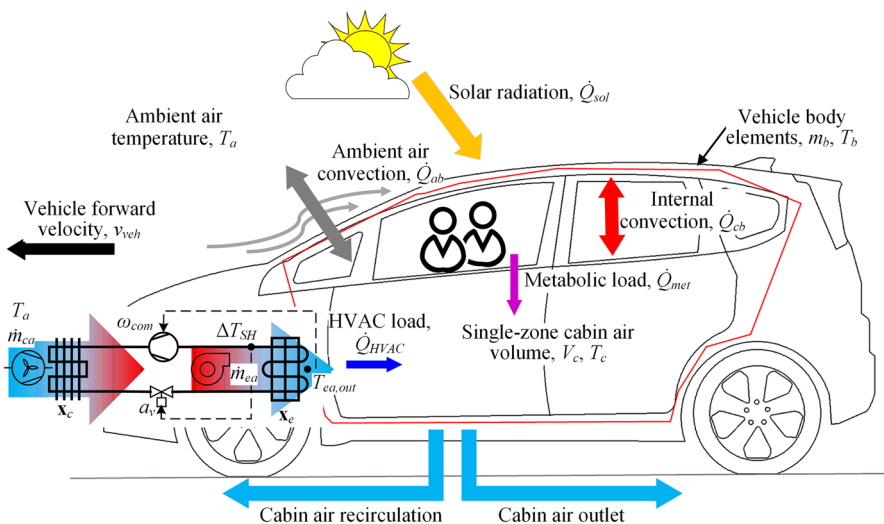 Solar radiation, Q̇sol
Ambient air
temperature, Ta
Vehicle body
elements, mb, Tb
Ambient air
convection, Q̇ab
Internal
convection, Q̇cb
Vehicle forward
velocity, vveh
Metabolic load, Q̇met
Single-zone cabin air
volume, Vc, Tc
HVAC load,
Q̇HVAC
Ta
ṁca
ωcom
ΔTSH
ṁea
Tea,out
av
xc
xe
Cabin air recirculation
Cabin air outlet